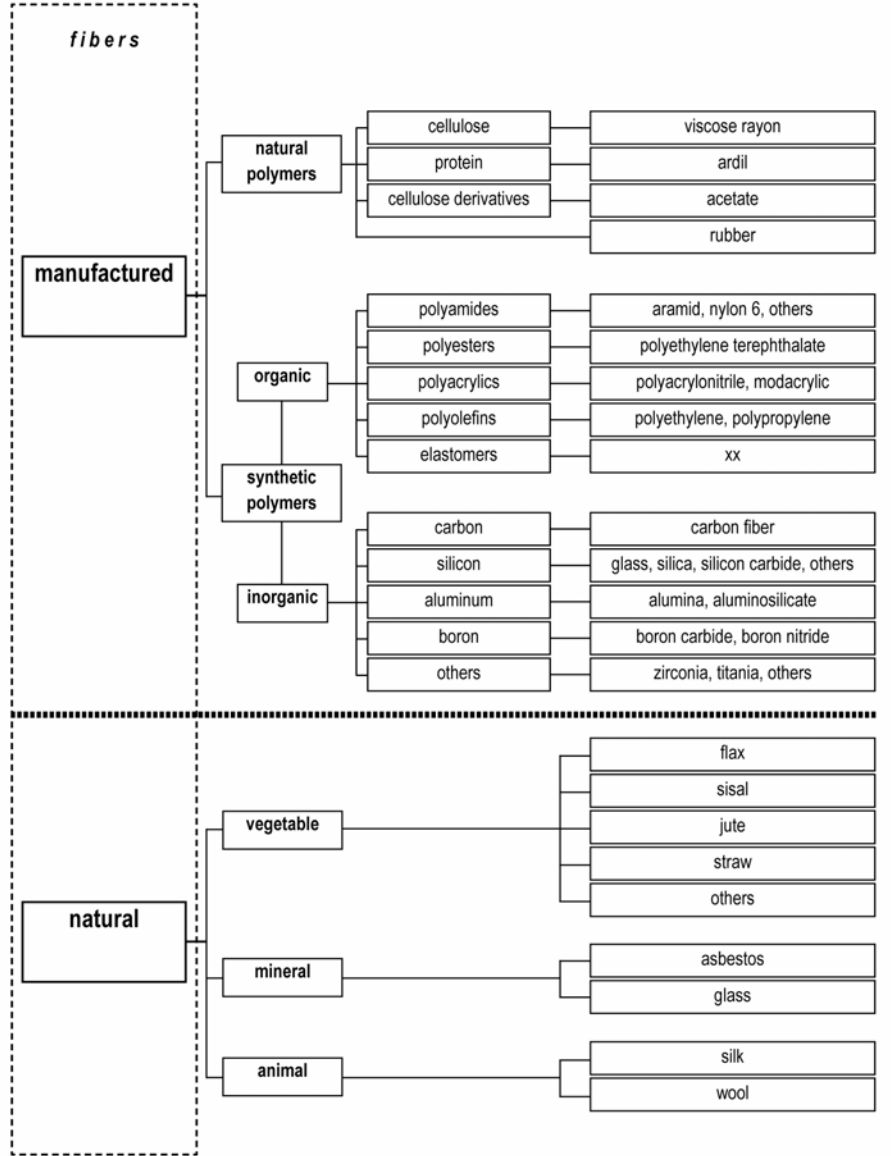 fibers
manufactured
natural
polymers
cellulose
viscose rayon
protein
ardil
cellulose derivatives
acetate
rubber
organic
polyamides
aramid, nylon 6, others
polyesters
polyethylene terephthalate
polyacrylics
polyacrylonitrile, modacrylic
polyolefins
polyethylene, polypropylene
elastomers
xx
synthetic
polymers
inorganic
carbon
carbon fiber
silicon
glass, silica, silicon carbide, others
aluminum
alumina, aluminosilicate
boron
boron carbide, boron nitride
others
zirconia, titania, others
natural
vegetable
flax
sisal
jute
straw
others
mineral
asbestos
glass
animal
silk
wool